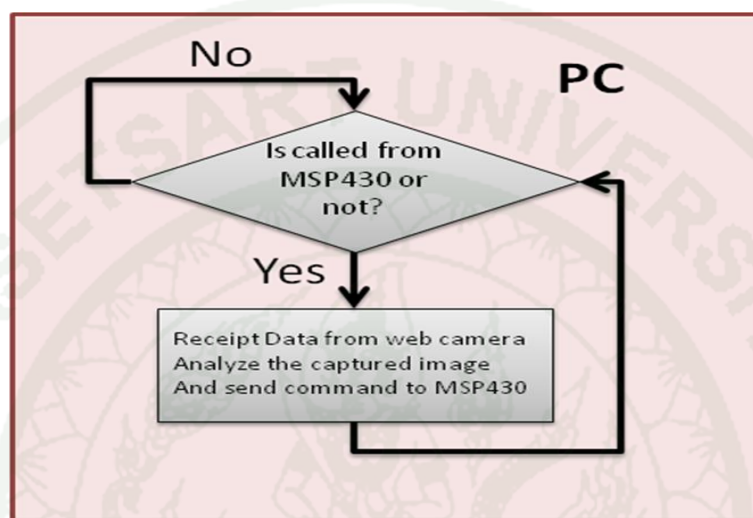 No
PC
Is called from
MSP430 or
not?
Yes
Receipt Data from web camera
Analyze the captured image
And send command to MSP430